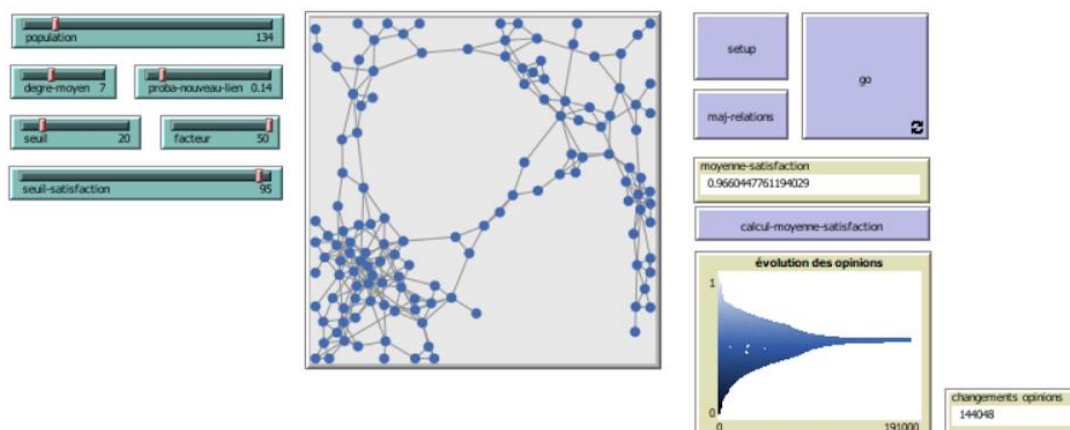 population 134
degre-moyen 7
proba-nouveau-lien 0.14
seuil 20
facteur 50
seuil-satisfaction 95
setup
go
maj-relations
moyenne-satisfaction
0.9660447761194029
calcul-moyenne-satisfaction
évolution des opinions
1
0
0 191000
changements opinions
144048